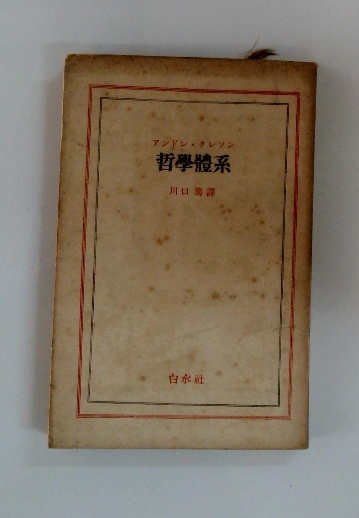 アンドレ・クレソン
哲學體系
川口 篤 譯
白水社